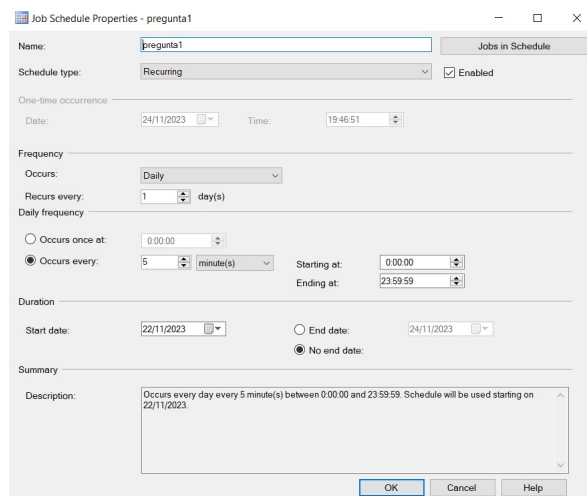 Job Schedule Properties - pregunta1
Name: pregunta1 Jobs in Schedule
Schedule type: Recurring Enabled
One-time occurrence
Date: 24/11/2023 Time: 19:46:51
Frequency
Occurs: Daily
Recurs every: 1 day(s)
Daily frequency
Occurs once at: 0:00:00
Occurs every: 5 minute(s) Starting at: 0:00:00
Ending at: 23:59:59
Duration
Start date: 22/11/2023 End date: 24/11/2023
No end date:
Summary
Description: Occurs every day every 5 minute(s) between 0:00:00 and 23:59:59. Schedule will be used starting on
22/11/2023.
OK Cancel Help